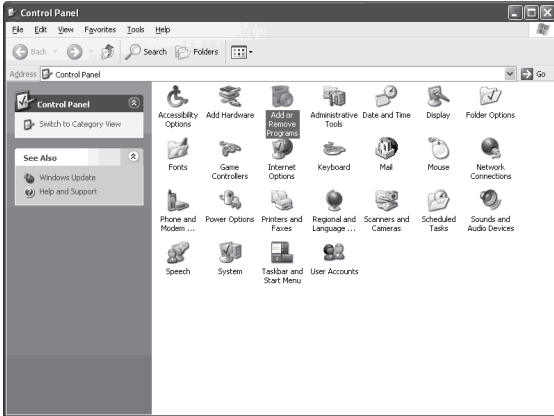 Control Panel
File Edit View Favorites Tools Help
Back Search Folders
Address Control Panel Go
Control Panel
Switch to Category View
See Also
Windows Update
Help and Support
Accessibility Options
Add Hardware
Add or Remove Programs
Administrative Tools
Date and Time
Display
Folder Options
Fonts
Game Controllers
Internet Options
Keyboard
Mail
Mouse
Network Connections
Phone and Modem ...
Power Options
Printers and Faxes
Regional and Language ...
Scanners and Cameras
Scheduled Tasks
Sounds and Audio Devices
Speech
System
Taskbar and Start Menu
User Accounts